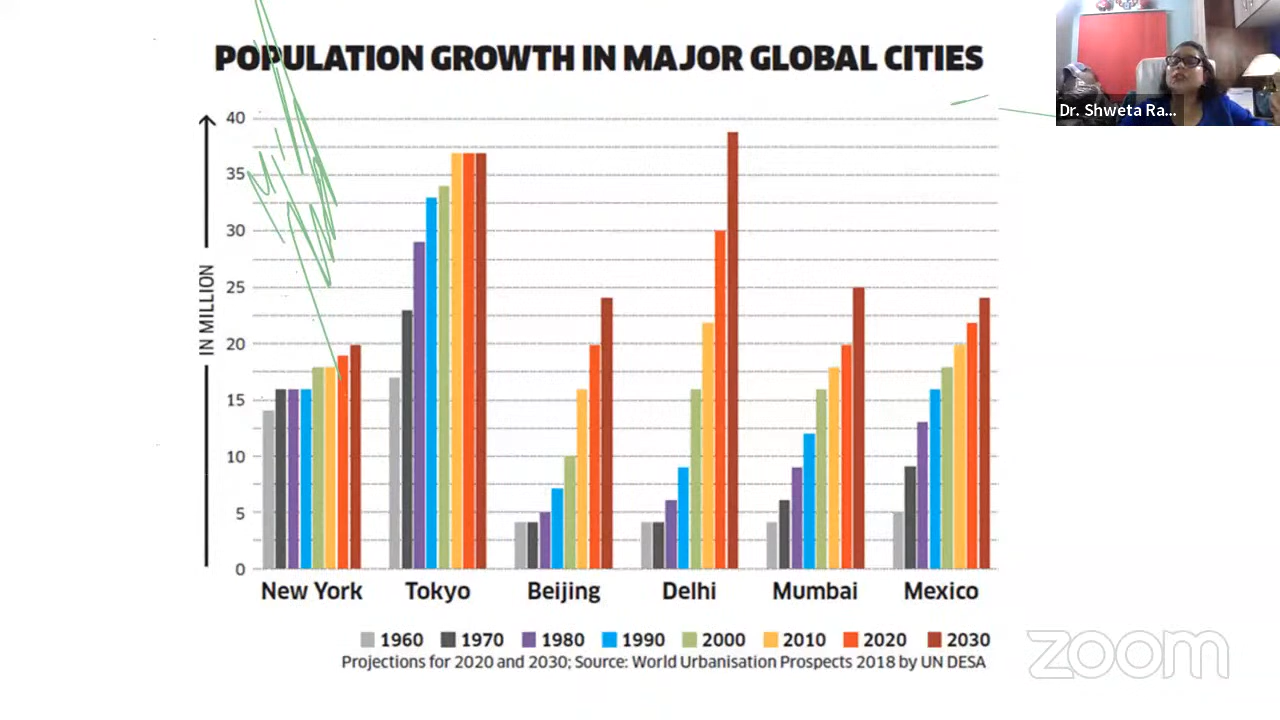 POPULATION GROWTH IN MAJOR GLOBAL CITIES
Dr. Shweta Ra...
IN MILLION
40
35
30
25
20
15
10
5
0
New York Tokyo Beijing Delhi Mumbai Mexico
1960 1970 1980 1990 2000 2010 2020 2030
Projections for 2020 and 2030; Source: World Urbanisation Prospects 2018 by UN DESA
zoom